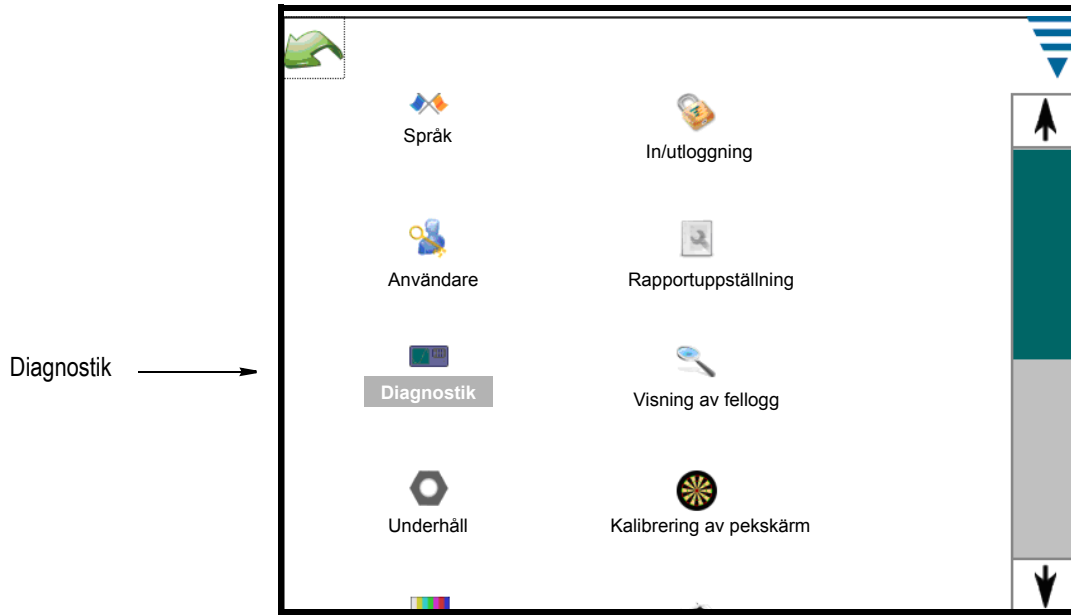 Språk
In/utloggning
Användare
Rapportuppställning
Diagnostik
Diagnostik
Visning av fellogg
Underhåll
Kalibrering av pekskärm